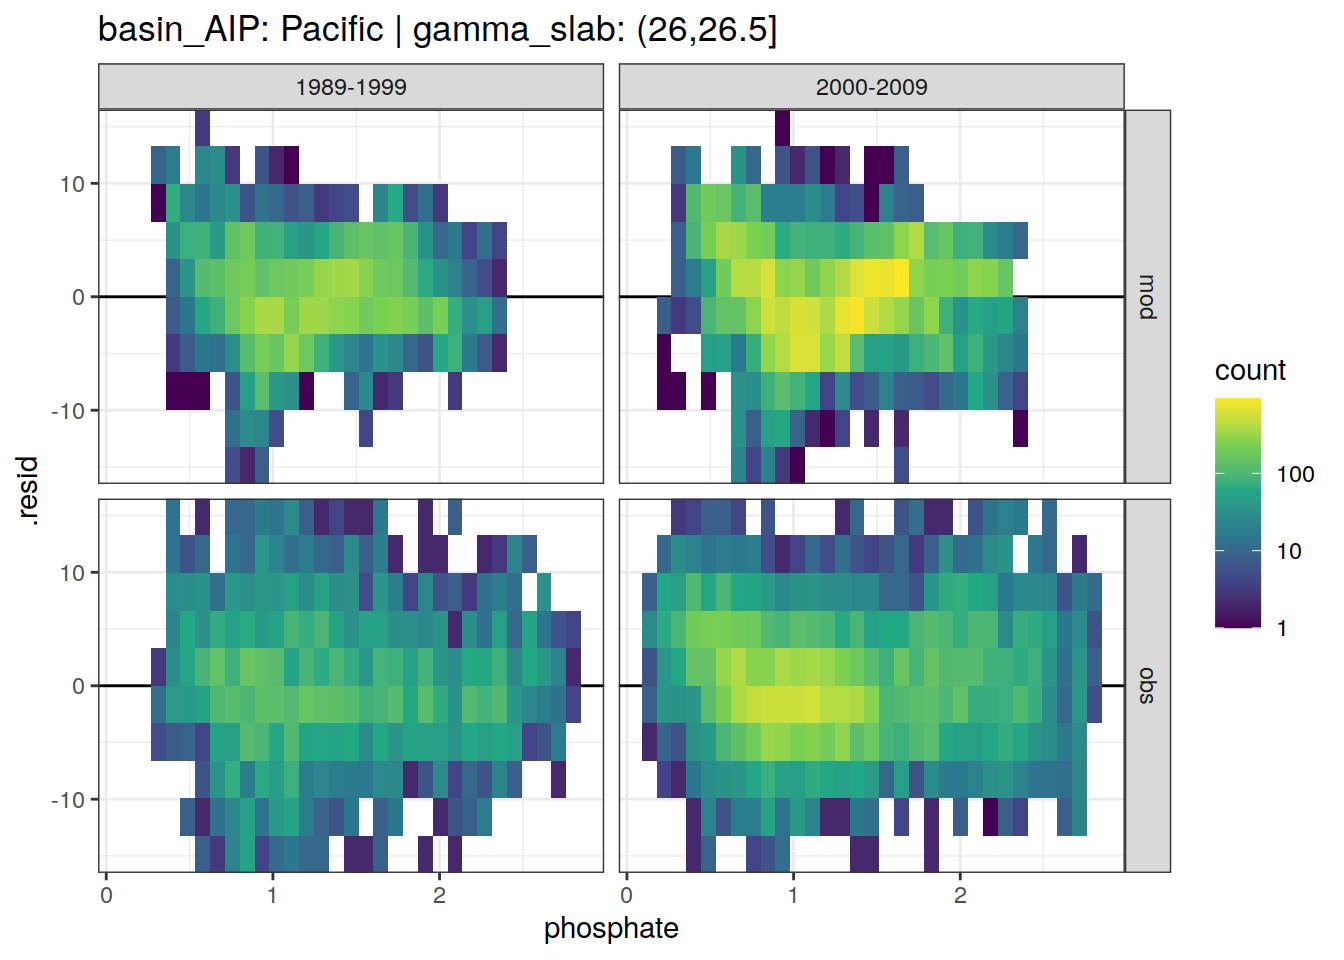 basin_AIP: Pacific | gamma_slab: (26,26.5]
1989-1999
2000-2009
10
0
-10
mod
10
0
-10
obs
.resid
0
1
2
0
1
2
phosphate
count
100
10
1